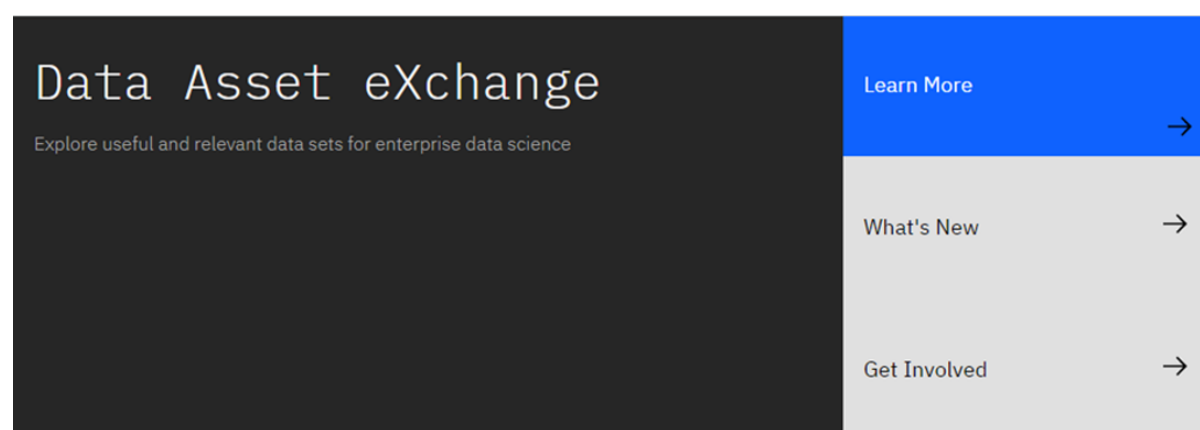 Data Asset eXchange
Explore useful and relevant data sets for enterprise data science
Learn More
What's New
Get Involved